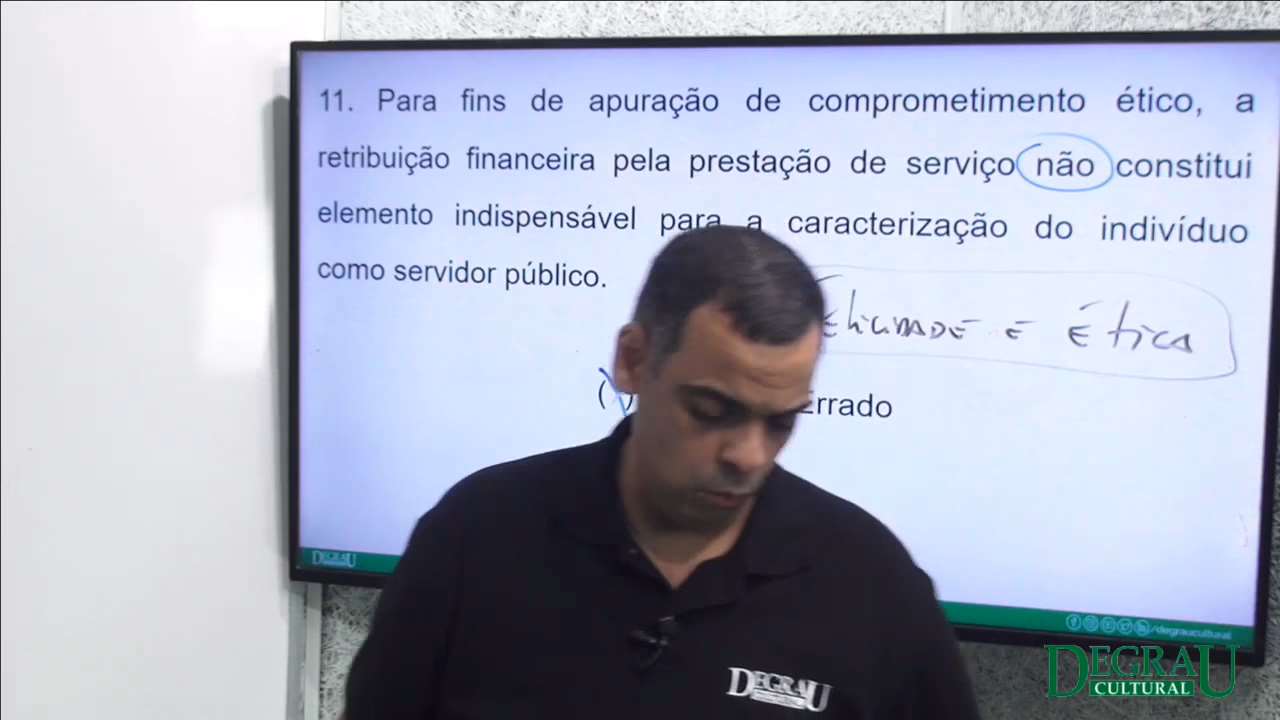 11. Para fins de apuração de comprometimento ético, a
retribuição financeira pela prestação de serviço não constitui
elemento indispensável para a caracterização do indivíduo
como servidor público.
É ÉTICA
Errado
DEGRAU
/degraucultural
DEGRAU
DEGRAU
CULTURAL